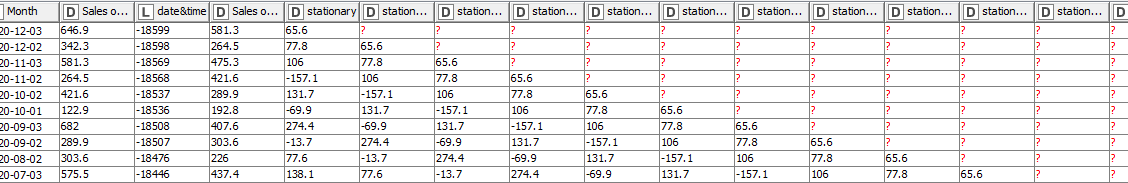 Month D Sales o... L date&time D Sales o... D stationary D station... D station... D station... D station... D station... D station... D station... D station... D station... D station... D
20-12-03 646.9 -18599 581.3 65.6 ? ? ? ? ? ? ? ? ? ? ?
20-12-02 342.3 -18598 264.5 77.8 65.6 ? ? ? ? ? ? ? ? ? ?
20-11-03 581.3 -18569 475.3 106 77.8 65.6 ? ? ? ? ? ? ? ? ?
20-11-02 264.5 -18568 421.6 -157.1 106 77.8 65.6 ? ? ? ? ? ? ? ?
20-10-02 421.6 -18537 289.9 131.7 -157.1 106 77.8 65.6 ? ? ? ? ? ? ?
20-10-01 122.9 -18536 192.8 -69.9 131.7 -157.1 106 77.8 65.6 ? ? ? ? ? ?
20-09-03 682 -18508 407.6 274.4 -69.9 131.7 -157.1 106 77.8 65.6 ? ? ? ? ?
20-09-02 289.9 -18507 303.6 -13.7 274.4 -69.9 131.7 -157.1 106 77.8 65.6 ? ? ? ?
20-08-02 303.6 -18476 226 77.6 -13.7 274.4 -69.9 131.7 -157.1 106 77.8 65.6 ? ? ?
20-07-03 575.5 -18446 437.4 138.1 77.6 -13.7 274.4 -69.9 131.7 -157.1 106 77.8 65.6 ? ?